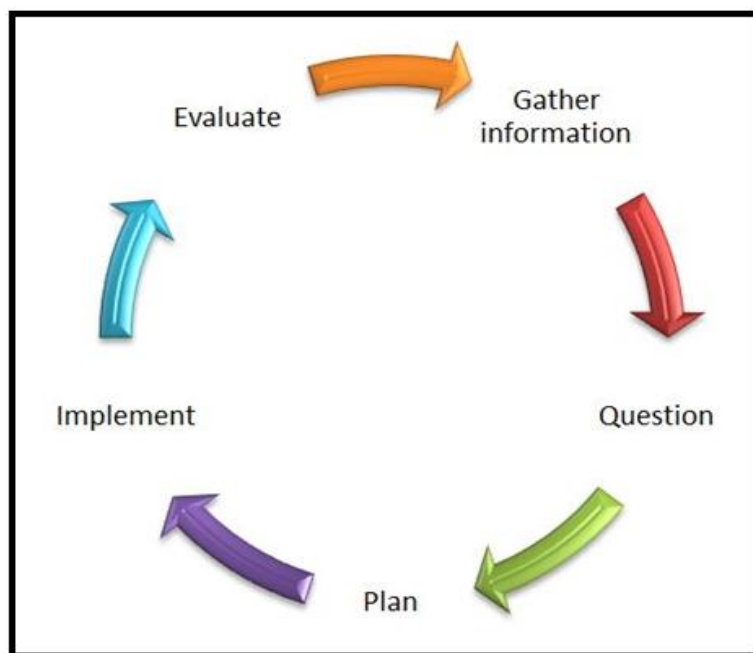 Evaluate
Gather
information
Question
Plan
Implement